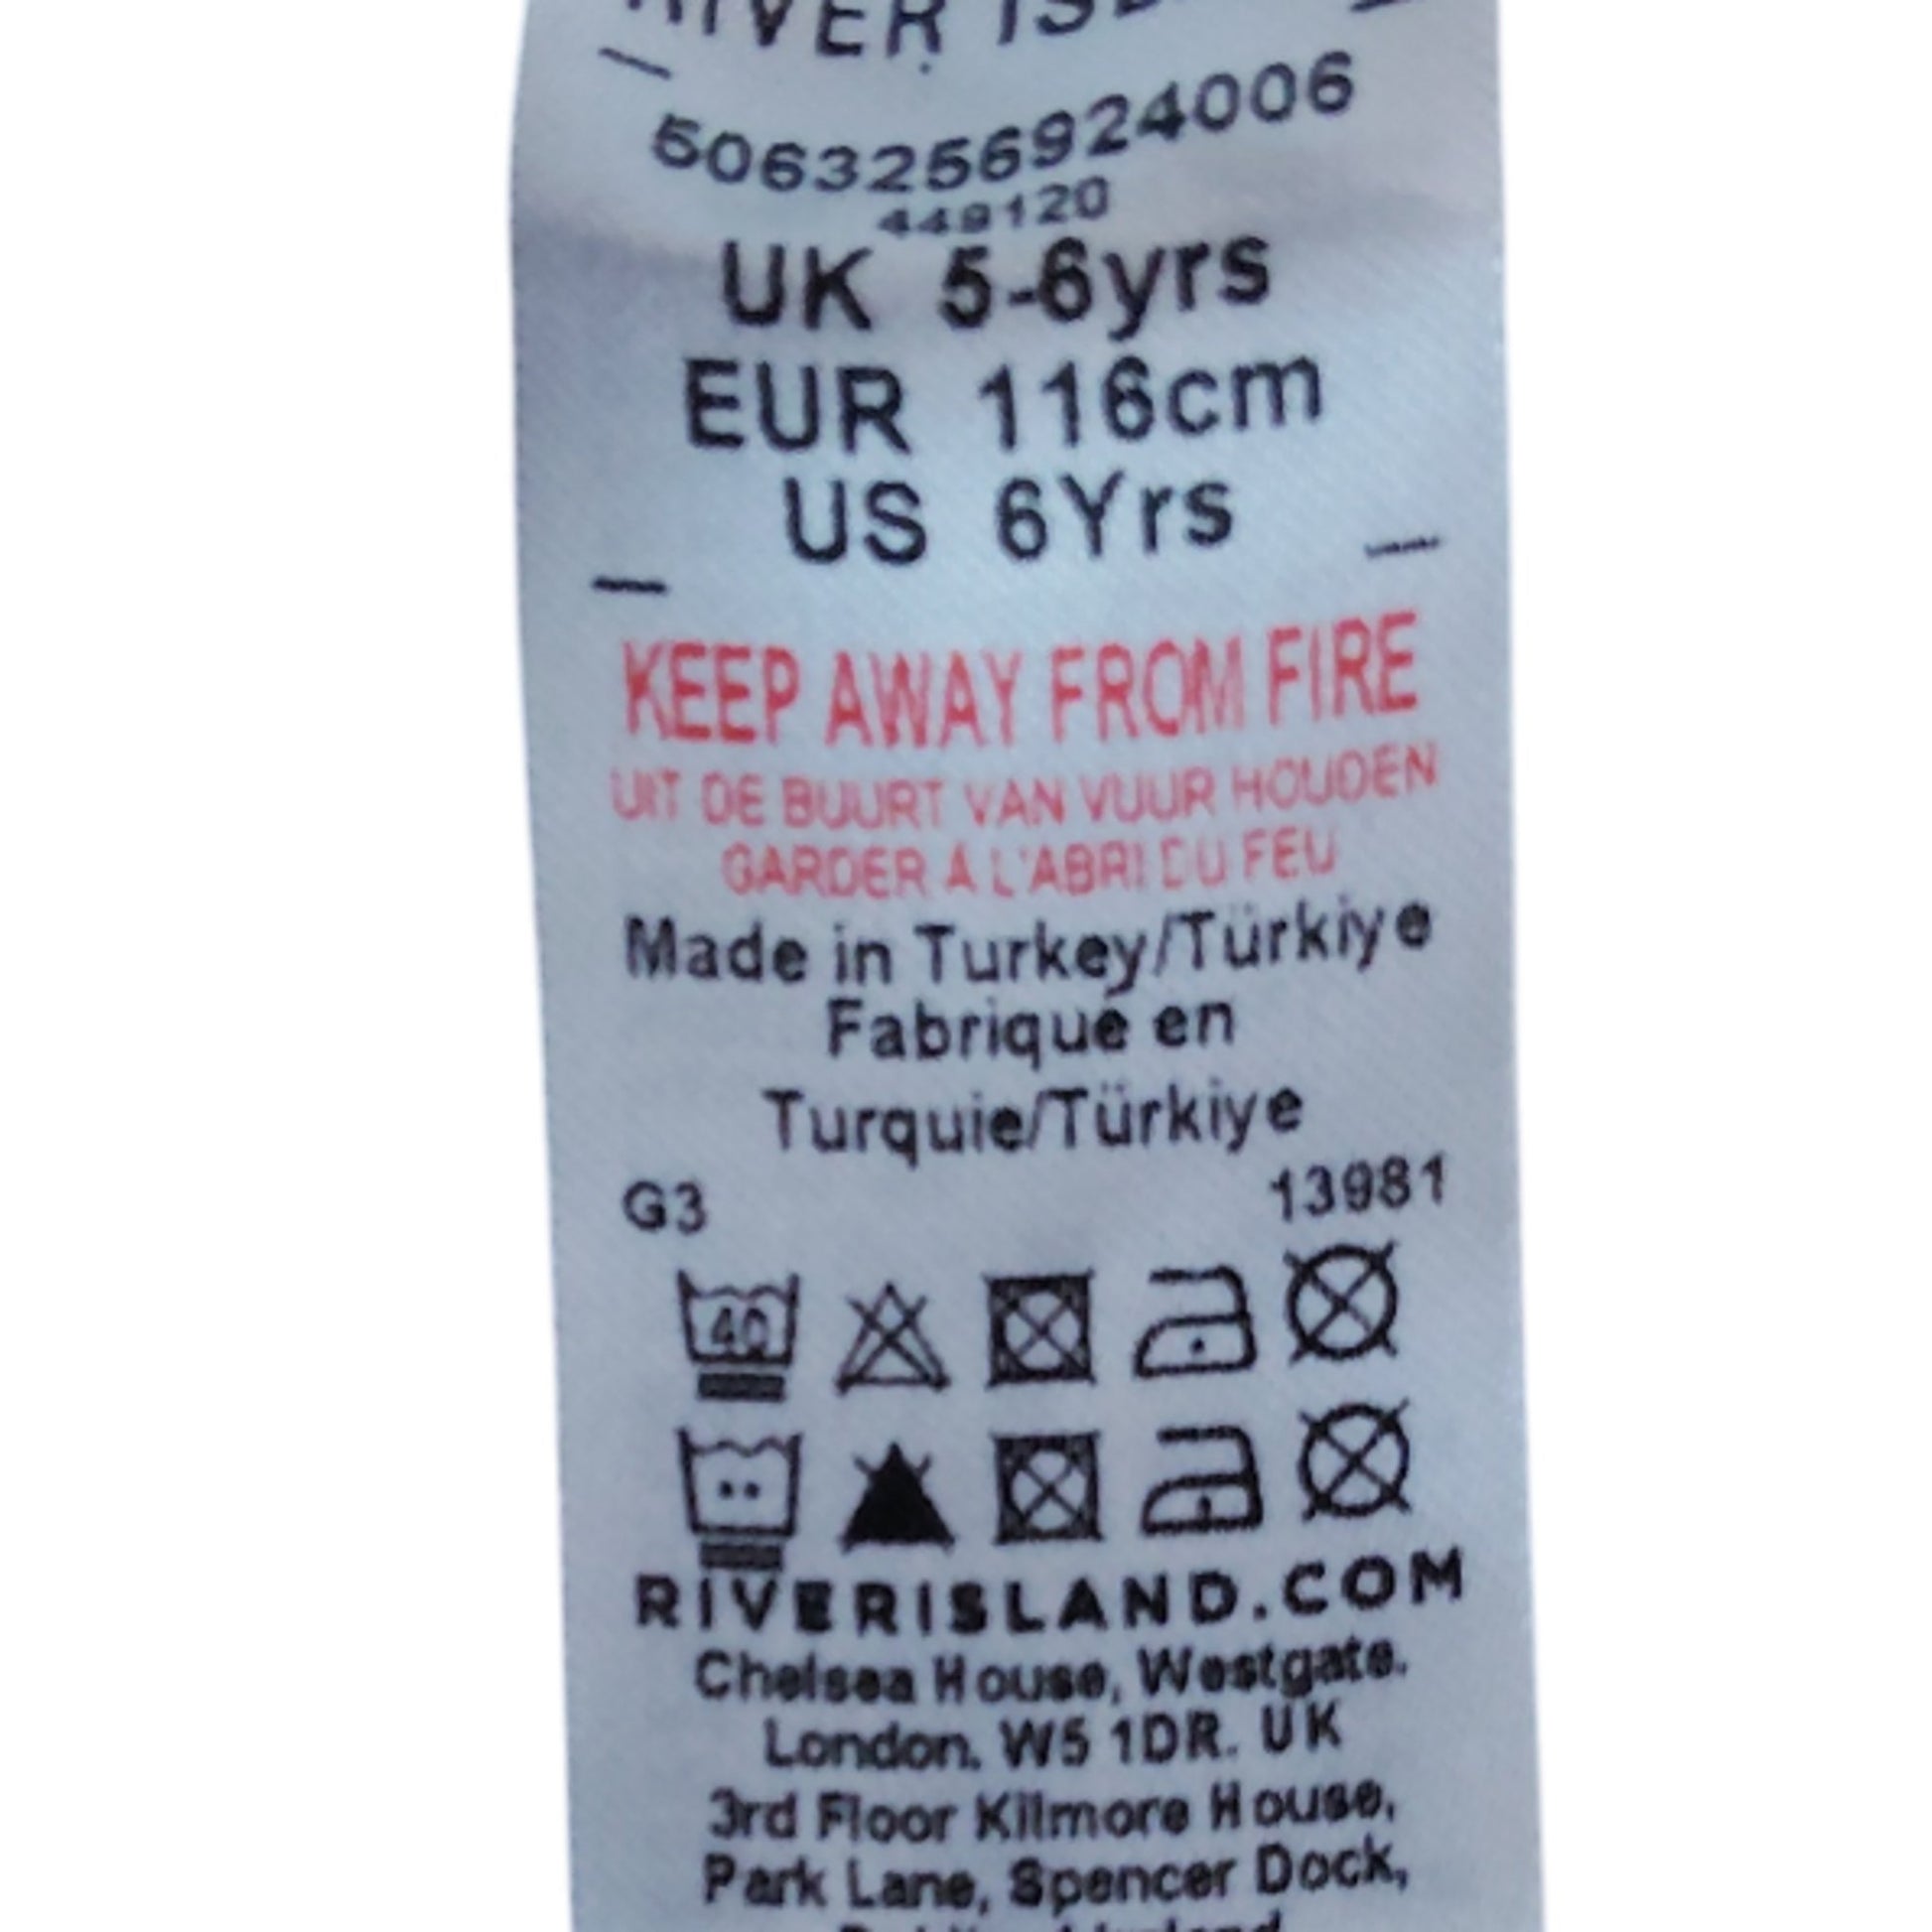 RIVER
5063256924006
449120
UK 5-6yrs
EUR 116cm
US 6Yrs
KEEP AWAY FROM FIRE
UIT DE BUURT VAN VUUR HOUDEN
GARDER À L'ABRI DU FEU
Made in Turkey/Türkiye
Fabriqué en
Turquie/Türkiye
G3 13981
40
RIVERISLAND.COM
Chelsea House, Westgate.
London. W5 1DR. UK
3rd Floor Kilmore House,
Park Lane, Spencer Dock,